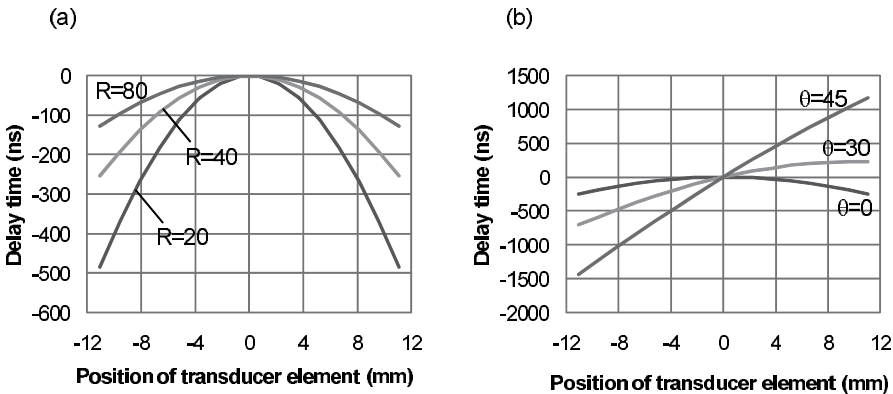 (a)
0
-100
-200
-300
-400
-500
-600
Delay time (ns)
R=80
R=40
R=20
-12 -8 -4 0 4 8 12
Position of transducer element (mm)
(b)
1500
1000
500
0
-500
-1000
-1500
-2000
Delay time (ns)
θ=45
θ=30
θ=0
-12 -8 -4 0 4 8 12
Position of transducer element (mm)